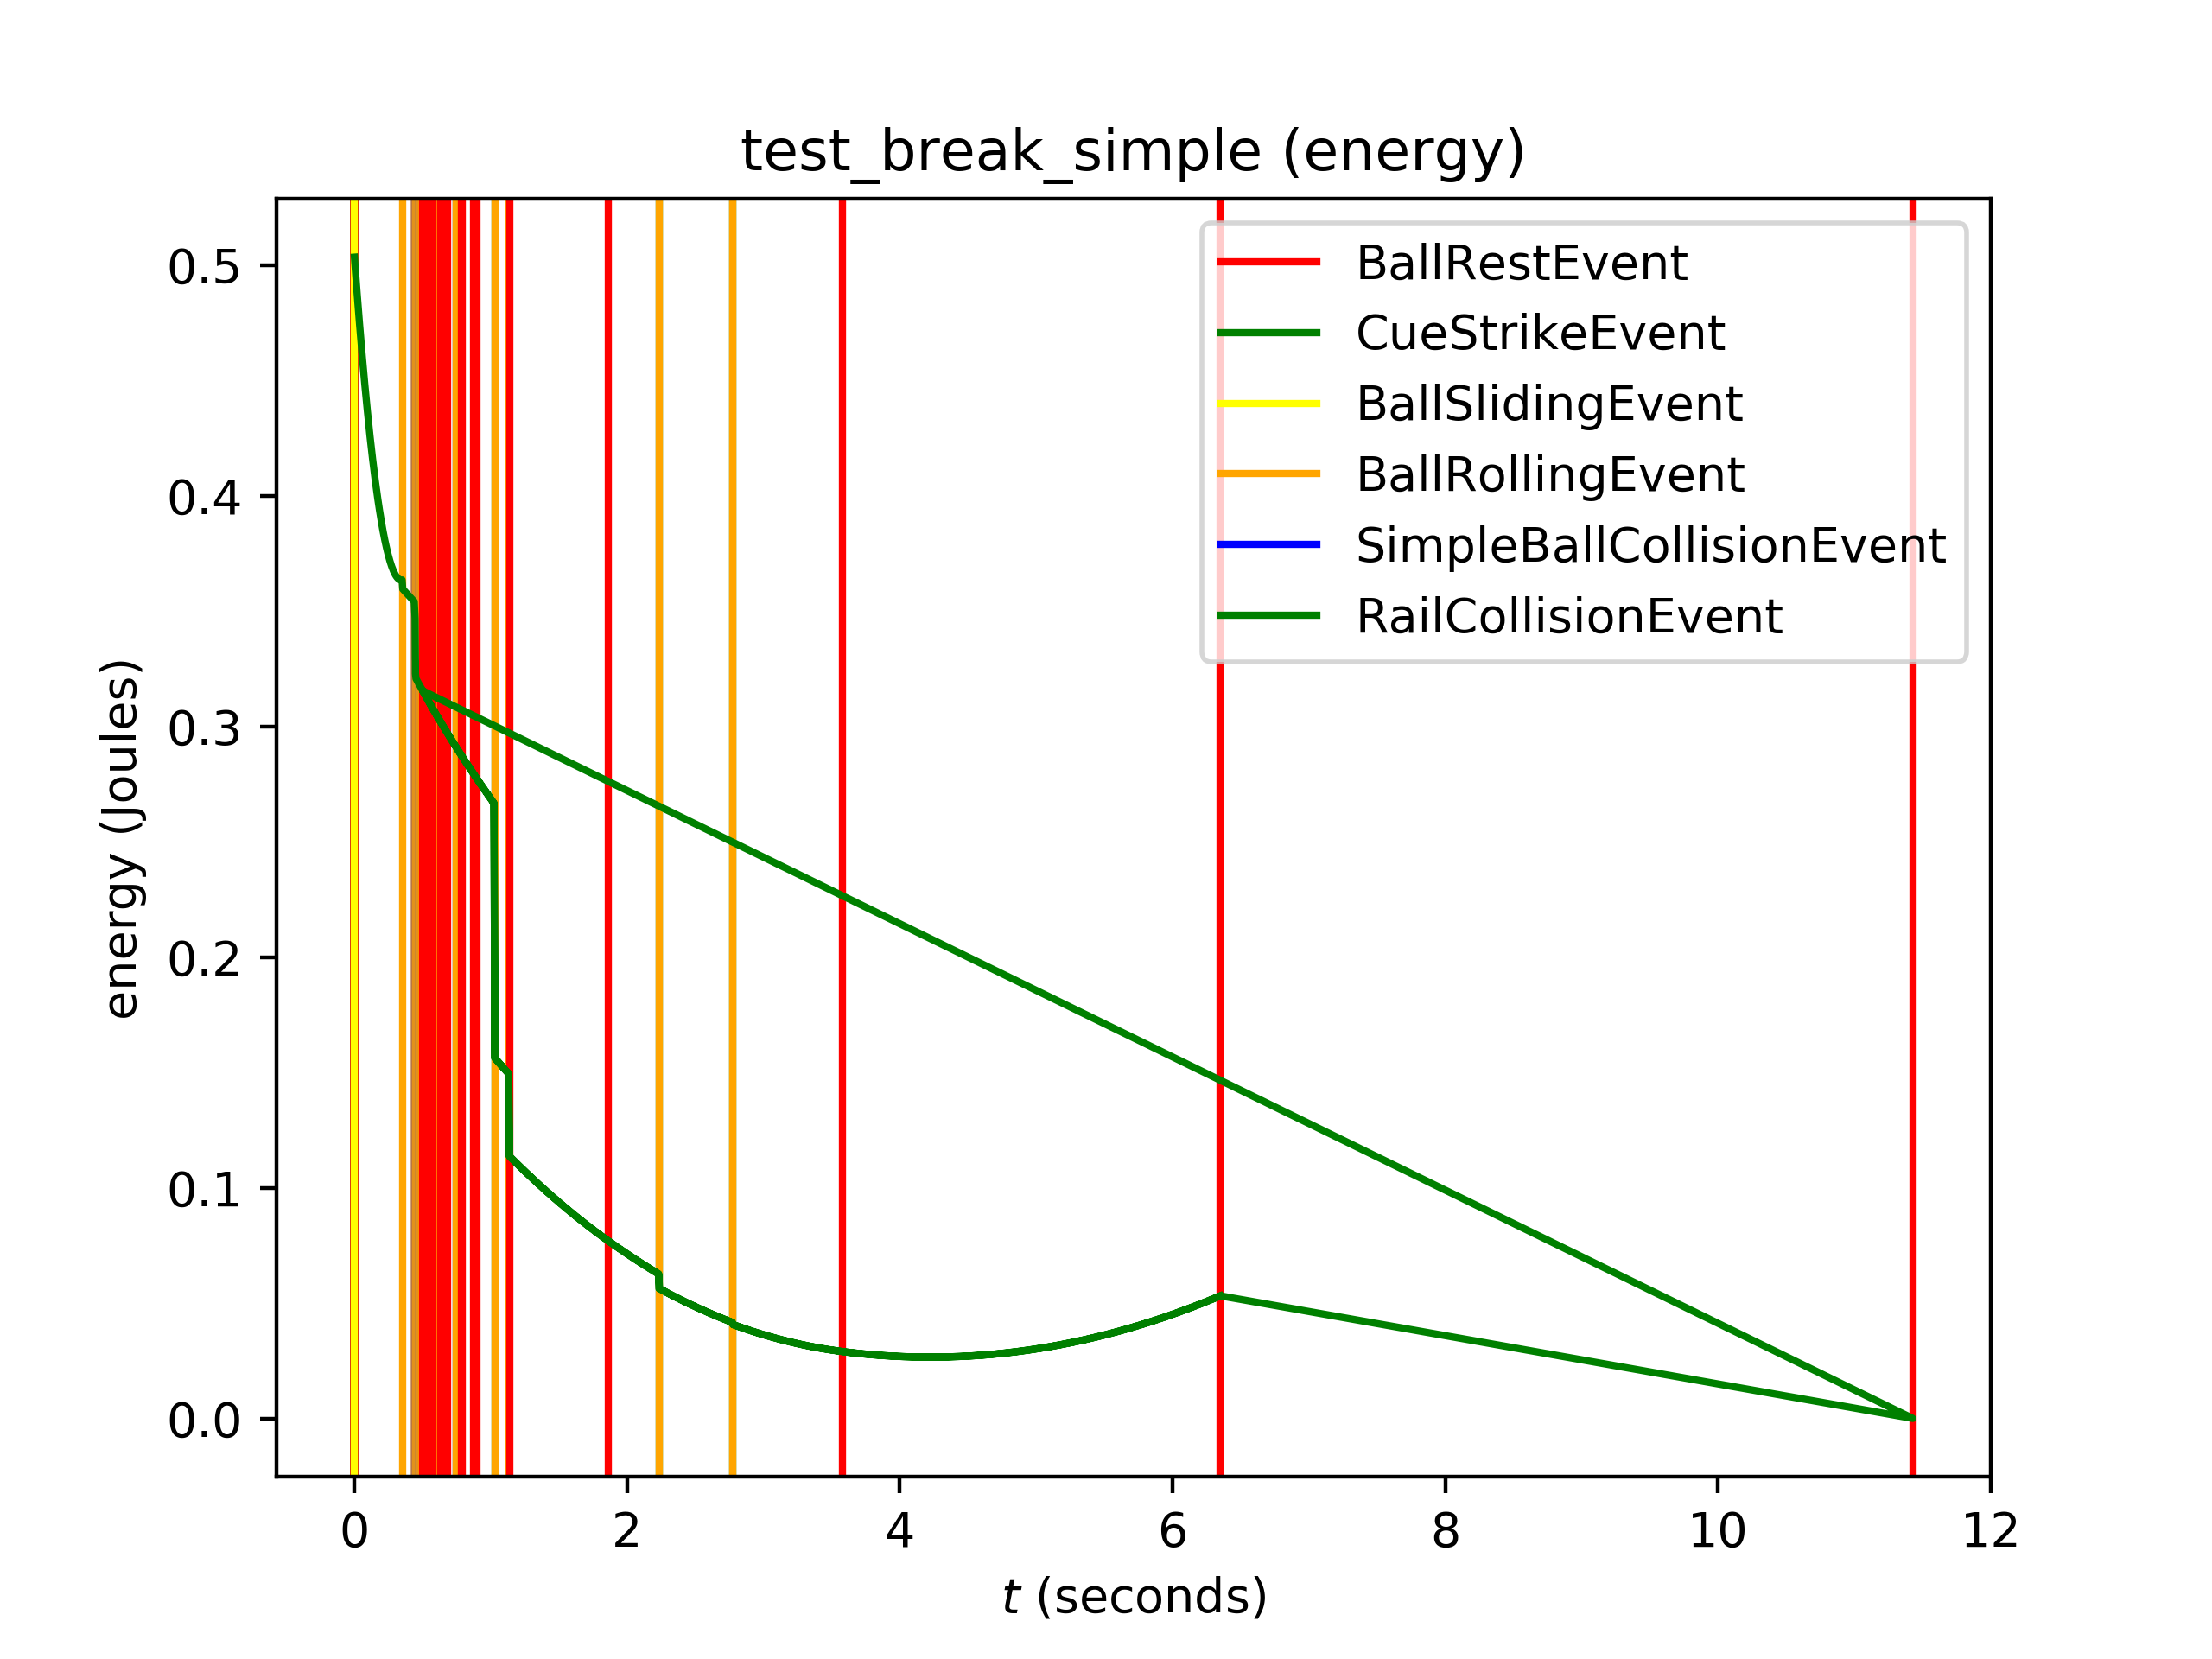 test_break_simple (energy)
energy (Joules)
0.5
0.4
0.3
0.2
0.1
0.0
BallRestEvent
CueStrikeEvent
BallSlidingEvent
BallRollingEvent
SimpleBallCollisionEvent
RailCollisionEvent
0 2 4 6 8 10 12
t (seconds)